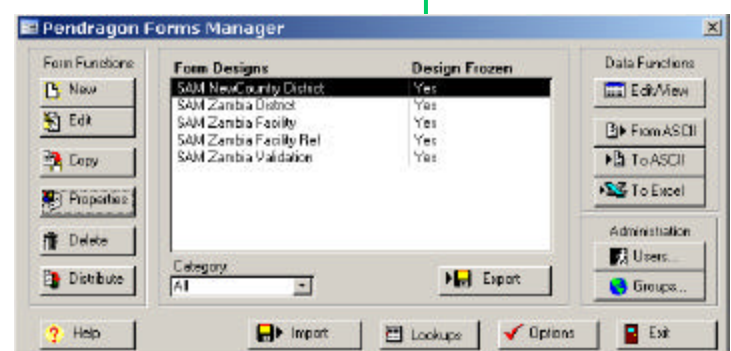 Pendragon Forms Manager
Form Functions
New
Edit
Copy
Properties
Delete
Distribute
Form Designs Design Frozen
SAM NewCounty District Yes
SAM Zambia District Yes
SAM Zambia Facility Yes
SAM Zambia Facility Ref Yes
SAM Zambia Validation Yes
Category:
All
Export
Data Functions
Edit/View
From ASCII
To ASCII
To Excel
Administration
Users...
Groups...
Help
Import
Lookups
Options
Exit